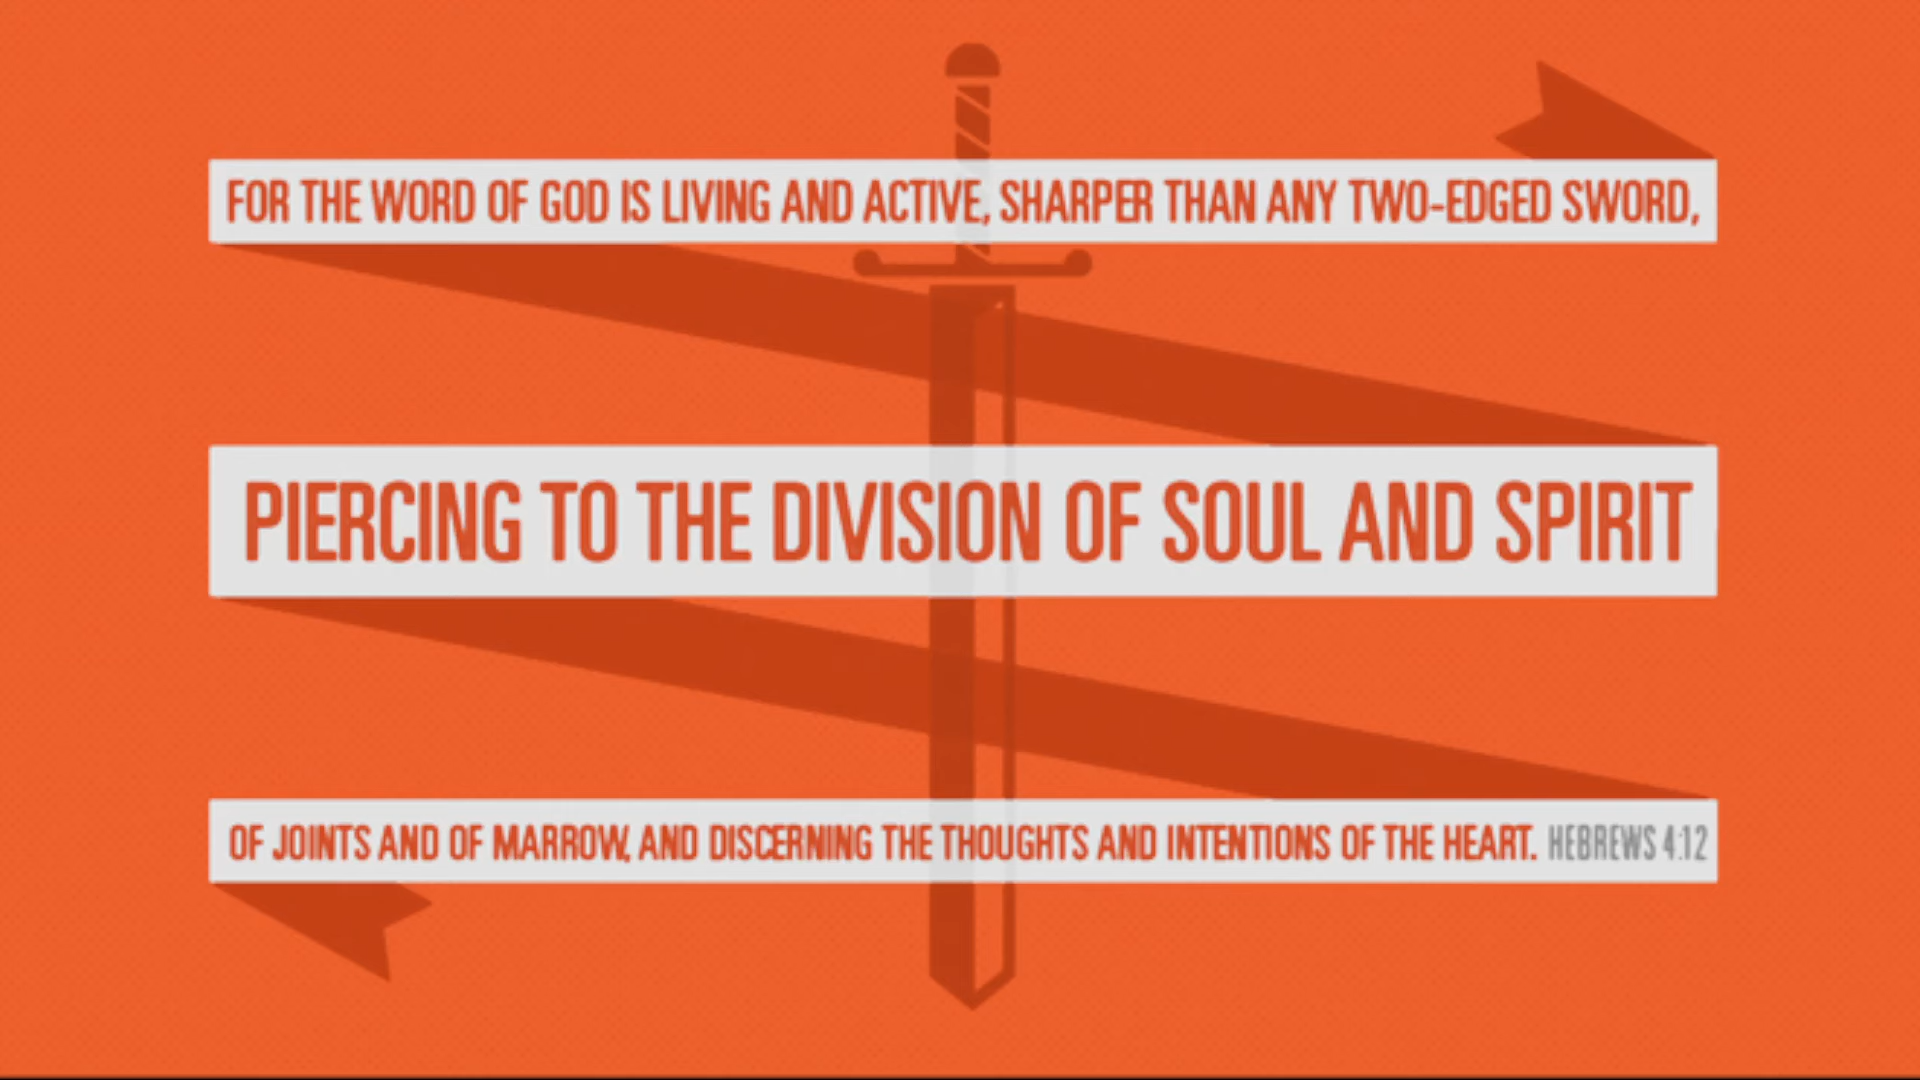 FOR THE WORD OF GOD IS LIVING AND ACTIVE, SHARPER THAN ANY TWO-EDGED SWORD,
PIERCING TO THE DIVISION OF SOUL AND SPIRIT
OF JOINTS AND OF MARROW, AND DISCERNING THE THOUGHTS AND INTENTIONS OF THE HEART. HEBREWS 4:12